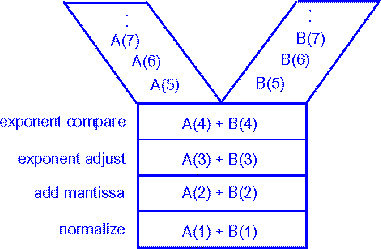 :
A(7)
A(6)
A(5)
:
B(7)
B(6)
B(5)
exponent compare A(4) + B(4)
exponent adjust A(3) + B(3)
add mantissa A(2) + B(2)
normalize A(1) + B(1)